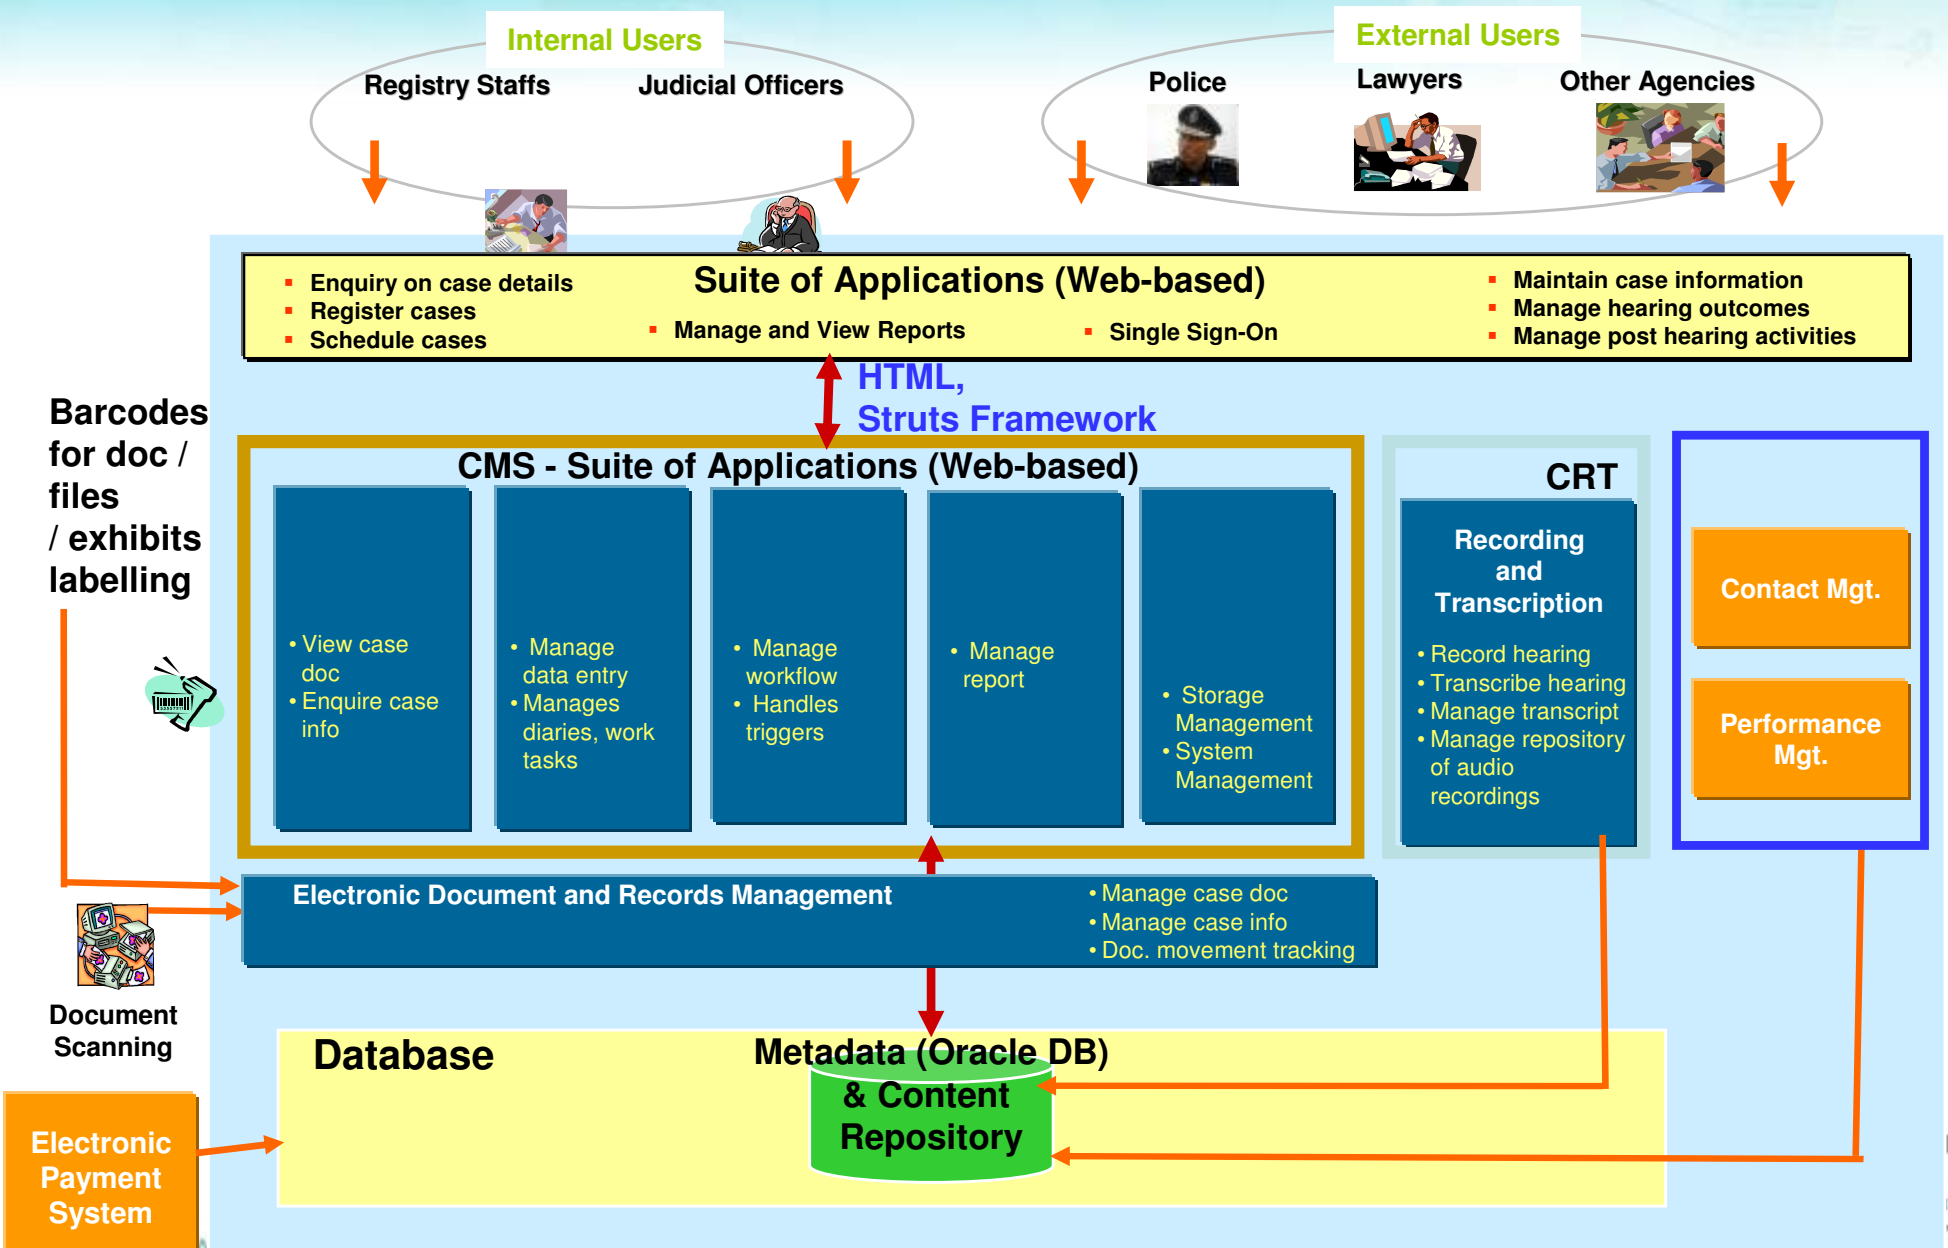 Internal Users
External Users
Registry Staffs
Judicial Officers
Police
Lawyers
Other Agencies
Suite of Applications (Web-based)
▪ Enquiry on case details
▪ Register cases
▪ Schedule cases
▪ Manage and View Reports
▪ Single Sign-On
▪ Maintain case information
▪ Manage hearing outcomes
▪ Manage post hearing activities
HTML,
Struts Framework
Barcodes
for doc /
files
/ exhibits
labelling
CMS - Suite of Applications (Web-based)
• View case
doc
• Enquire case
info
• Manage
data entry
• Manages
diaries, work
tasks
• Manage
workflow
• Handles
triggers
• Manage
report
• Storage
Management
• System
Management
CRT
Recording
and
Transcription
• Record hearing
• Transcribe hearing
• Manage transcript
• Manage repository
of audio
recordings
Contact Mgt.
Performance
Mgt.
Electronic Document and Records Management
• Manage case doc
• Manage case info
• Doc. movement tracking
Document
Scanning
Database
Metadata (Oracle DB)
& Content
Repository
Electronic
Payment
System